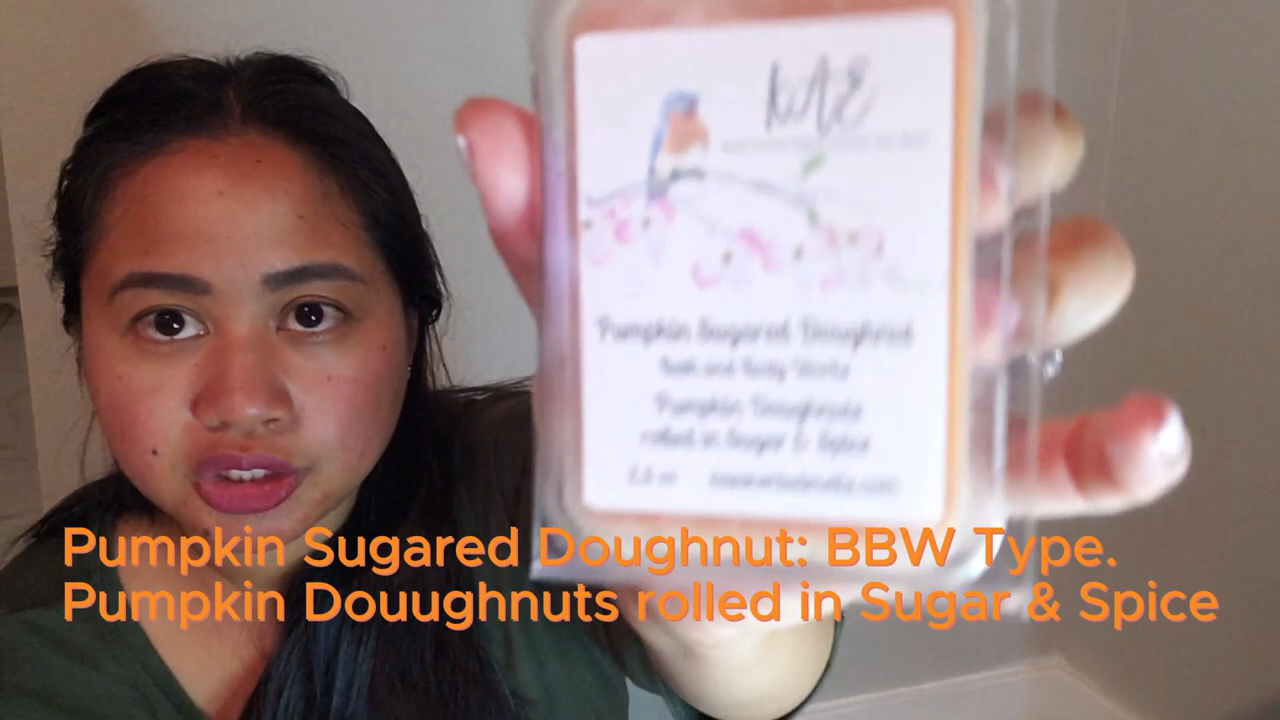 KAE
Pumpkin Sugared Doughnut
Bath and Body Works
Pumpkin Doughnuts
rolled in Sugar & Spice
Pumpkin Sugared Doughnut: BBW Type.
Pumpkin Douughnuts rolled in Sugar & Spice